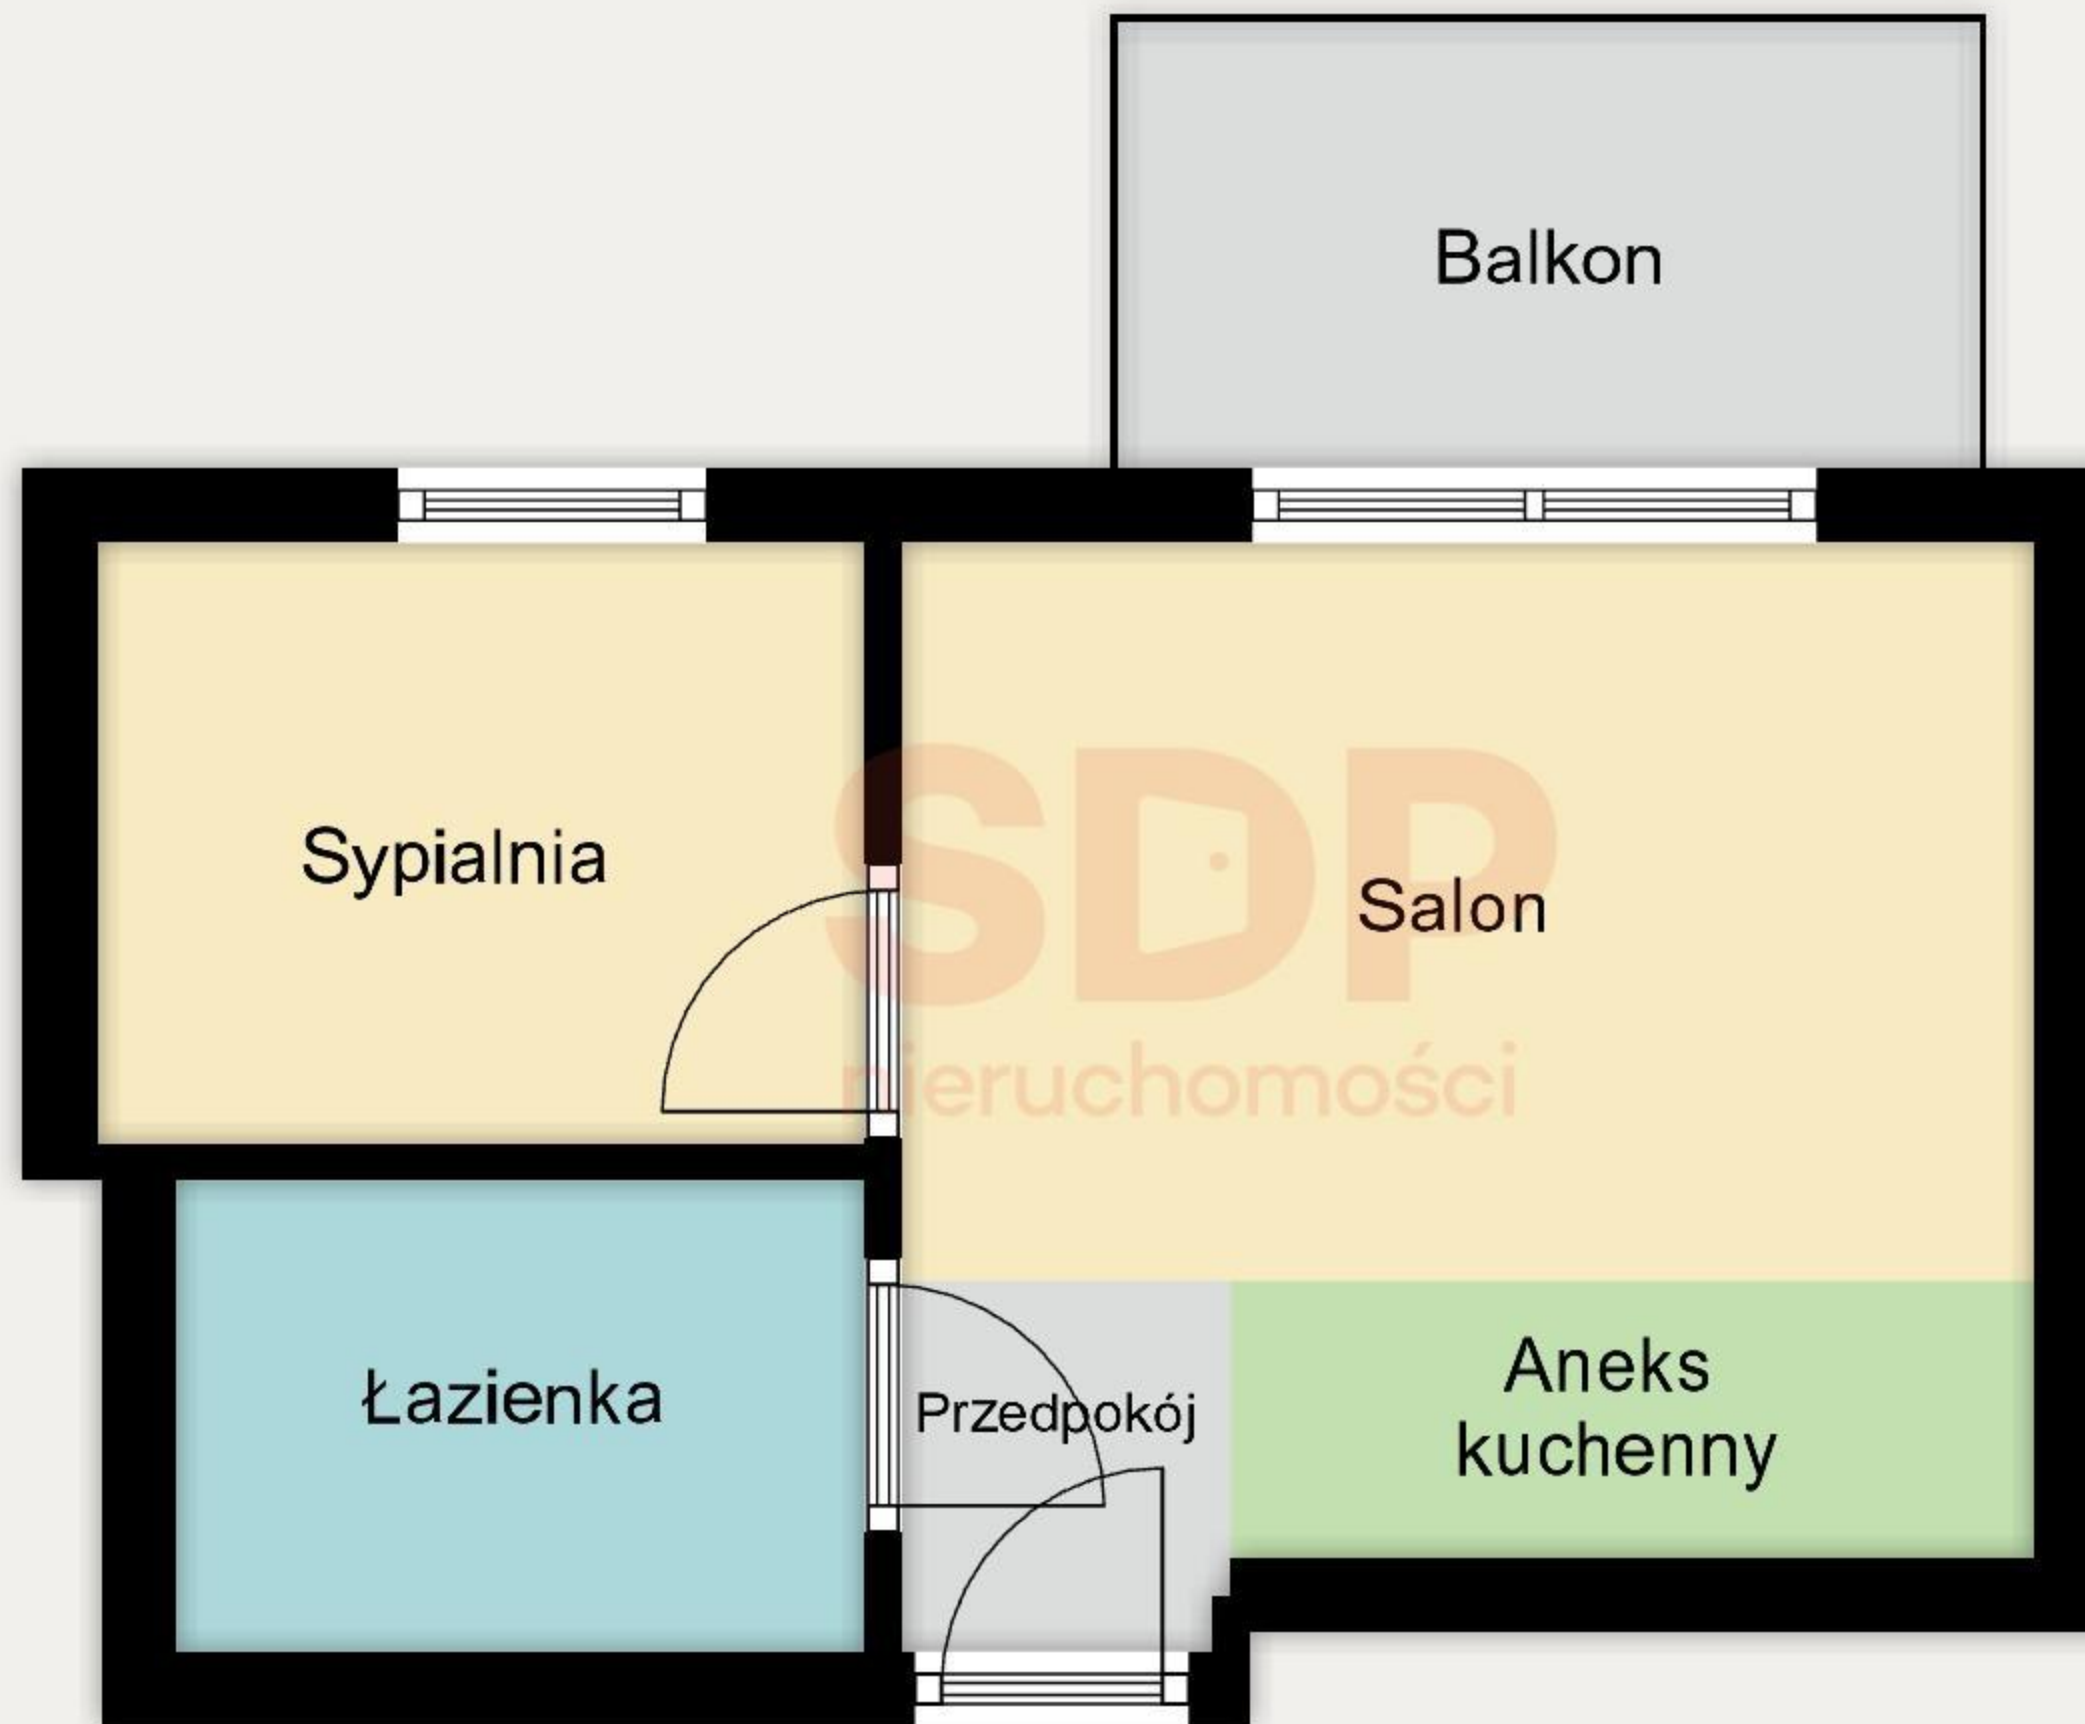 Balkon
Sypialnia
Salon
SDP
nieruchomości
Łazienka
Przedpokój
Aneks
kuchenny